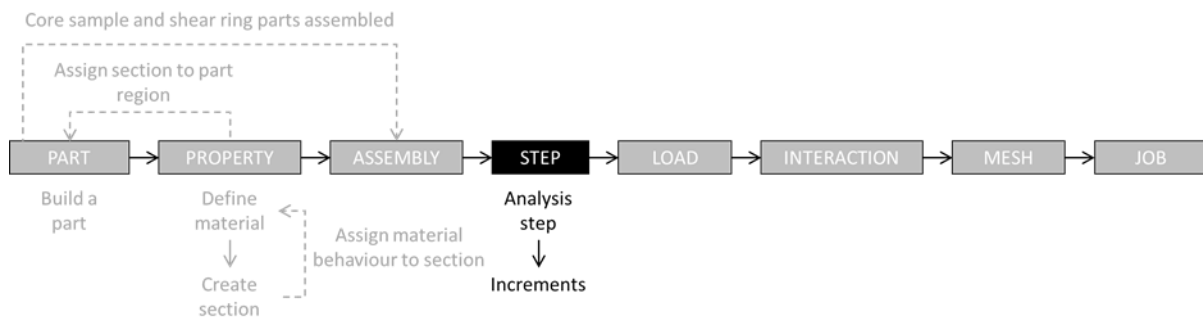 Core sample and shear ring parts assembled
Assign section to part
region
PART
PROPERTY
ASSEMBLY
STEP
LOAD
INTERACTION
MESH
JOB
Build a
part
Define
material
Assign material
behaviour to section
Create
section
Analysis
step
Increments